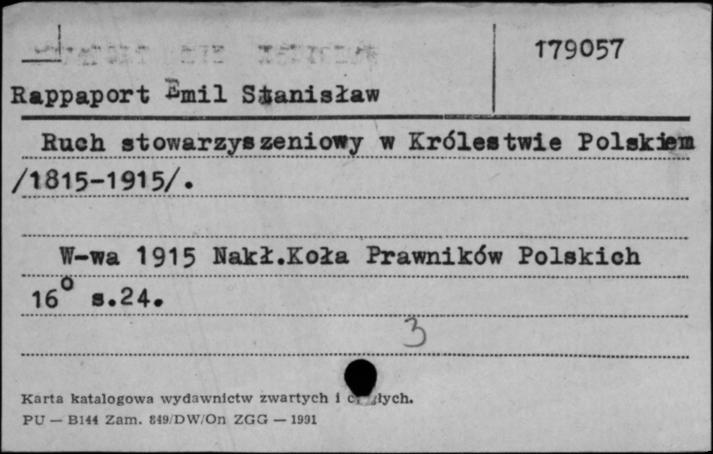 179057
Rappaport Emil Stanisław
Ruch stowarzyszeniowy w Królestwie Polskiem
/1815-1915/.
W-wa 1915 Nakł.Koła Prawników Polskich
16° s.24.
3
Karta katalogowa wydawnictw zwartych i
PU — B144 Zam. 849/DW/On ZGG — 1991